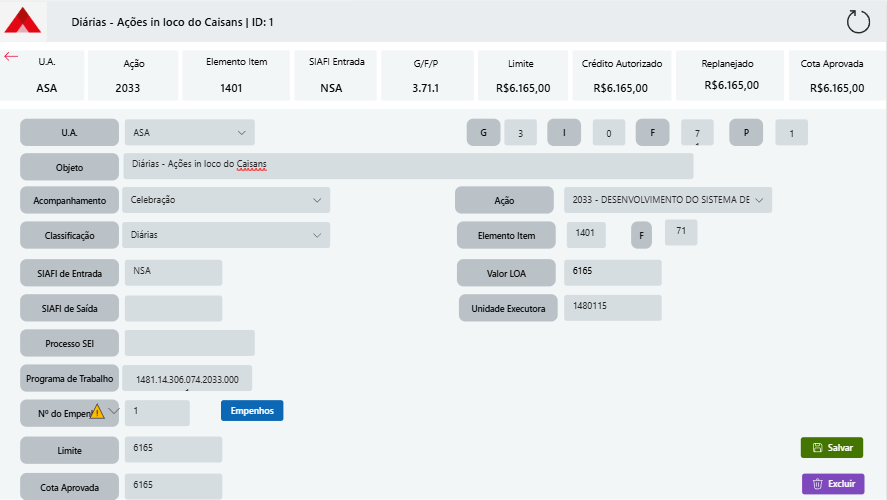 Diárias - Ações in loco do Caisans | ID: 1
U.A. Ação Elemento Item SIAFI Entrada G/F/P Limite Crédito Autorizado Replanejado Cota Aprovada
ASA 2033 1401 NSA 3.71.1 R$6.165,00 R$6.165,00 R$6.165,00 R$6.165,00
U.A. ASA G 3 I 0 F 7 P 1
Objeto Diárias - Ações in loco do Caisans
Acompanhamento Celebração Ação 2033 - DESENVOLVIMENTO DO SISTEMA DE
Classificação Diárias Elemento Item 1401 F 71
SIAFI de Entrada NSA Valor LOA 6165
SIAFI de Saída Unidade Executora 1480115
Processo SEI
Programa de Trabalho 1481.14.306.074.2033.000
Nº do Empen 1 Empenhos
Limite 6165 Salvar
Cota Aprovada 6165 Excluir